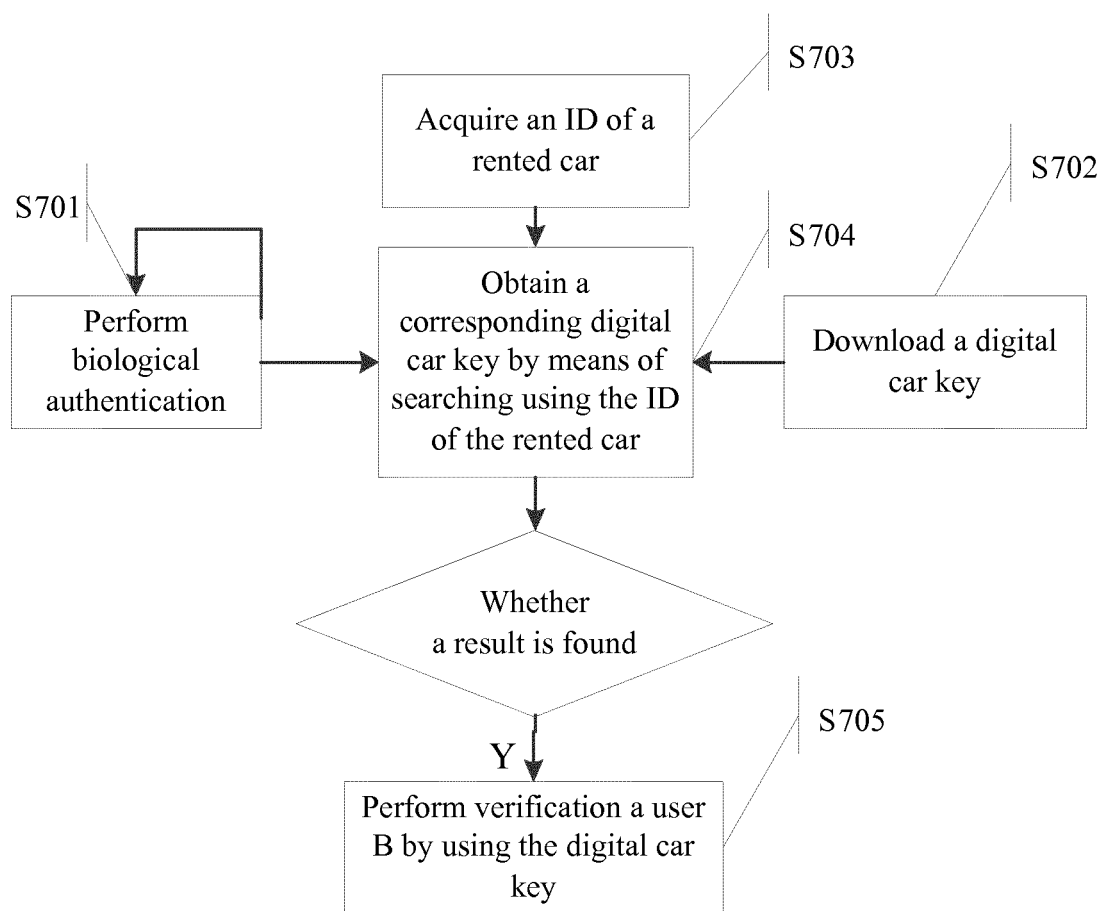 S703
Acquire an ID of a
rented car
S702
S701
S704
Perform
biological
authentication
Obtain a
corresponding digital
car key by means of
searching using the ID
of the rented car
Download a digital
car key
Whether
a result is found
S705
Y
Perform verification a user
B by using the digital car
key